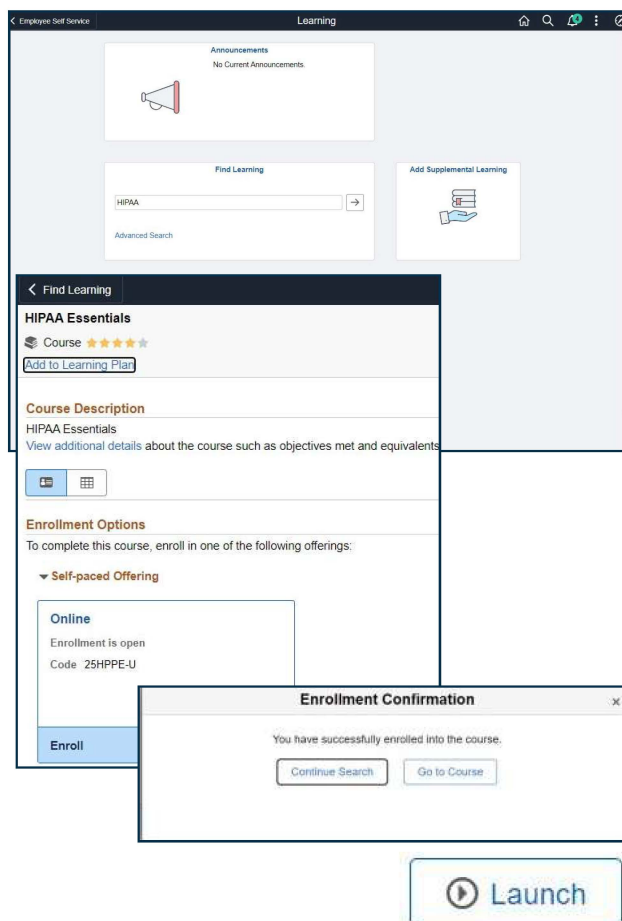 Employee Self Service
Learning
4
Announcements
No Current Announcements.
Find Learning
HIPAA
Advanced Search
Add Supplemental Learning
Find Learning
HIPAA Essentials
Course
Add to Learning Plan
Course Description
HIPAA Essentials
View additional details about the course such as objectives met and equivalents
Enrollment Options
To complete this course, enroll in one of the following offerings:
Self-paced Offering
Online
Enrollment is open
Code 25HPPE-U
Enroll
Enrollment Confirmation
x
You have successfully enrolled into the course.
Continue Search
Go to Course
Launch